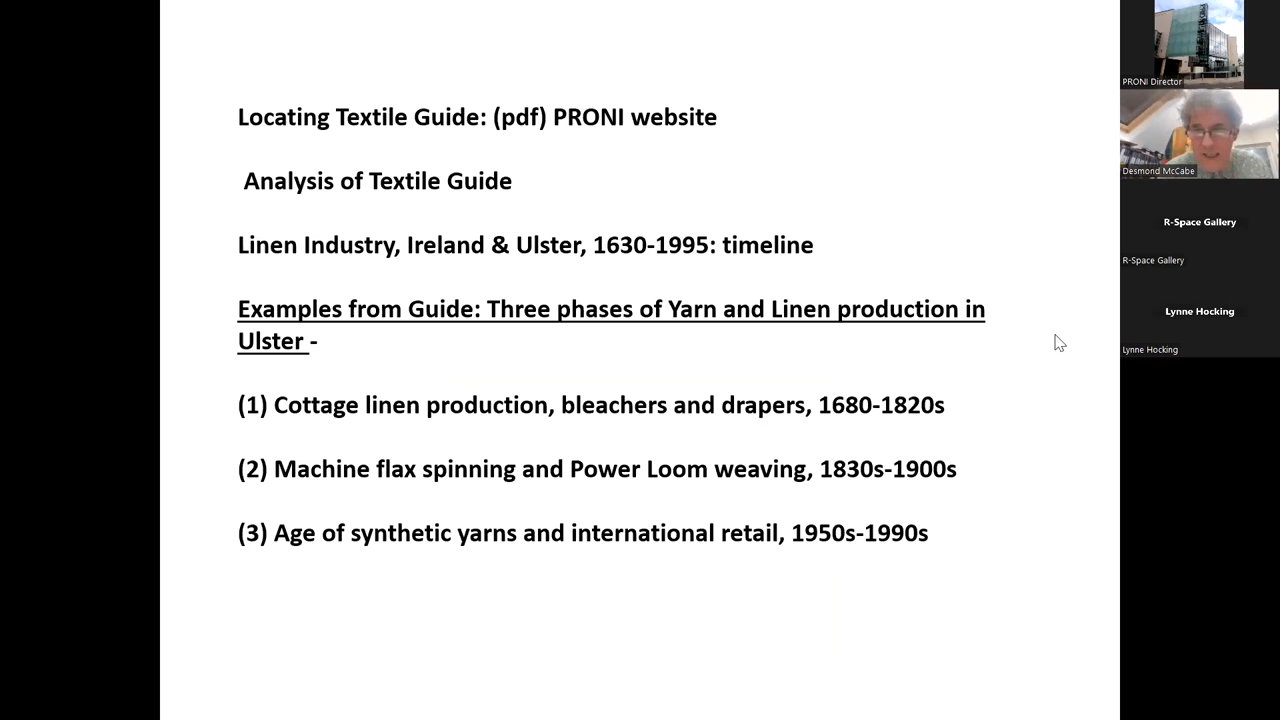 Locating Textile Guide: (pdf) PRONI website
Analysis of Textile Guide
Linen Industry, Ireland & Ulster, 1630-1995: timeline
Examples from Guide: Three phases of Yarn and Linen production in
Ulster -
(1) Cottage linen production, bleachers and drapers, 1680-1820s
(2) Machine flax spinning and Power Loom weaving, 1830s-1900s
(3) Age of synthetic yarns and international retail, 1950s-1990s
PRONI Director
Desmond McCabe
R-Space Gallery
R-Space Gallery
Lynne Hocking
Lynne Hocking